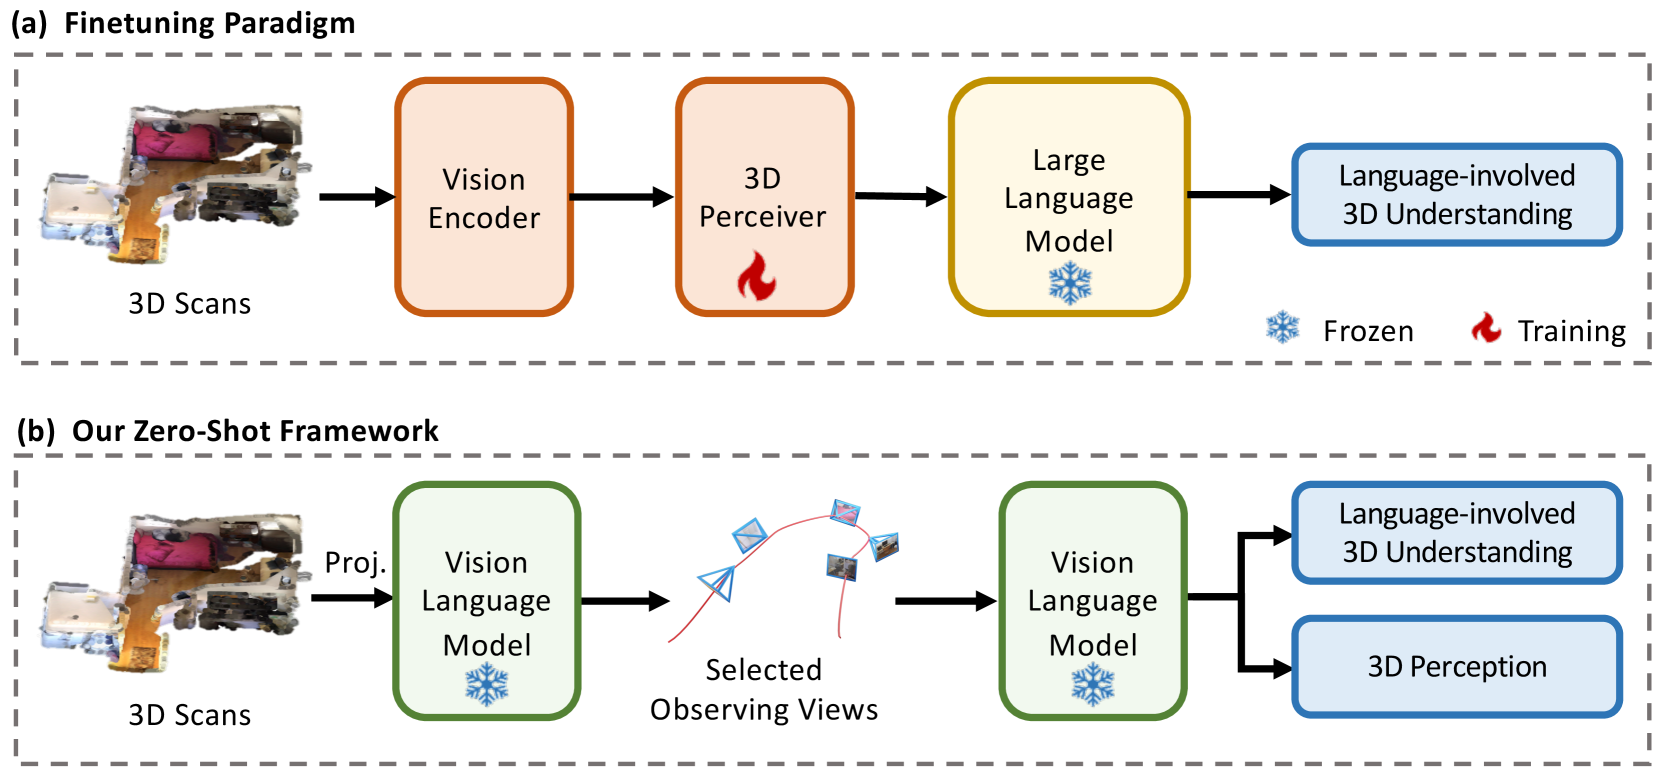 (a) Finetuning Paradigm
3D Scans
Vision
Encoder
3D
Perceiver
Large
Language
Model
Language-involved
3D Understanding
Frozen
Training
(b) Our Zero-Shot Framework
3D Scans
Proj.
Vision
Language
Model
Selected
Observing Views
Vision
Language
Model
Language-involved
3D Understanding
3D Perception